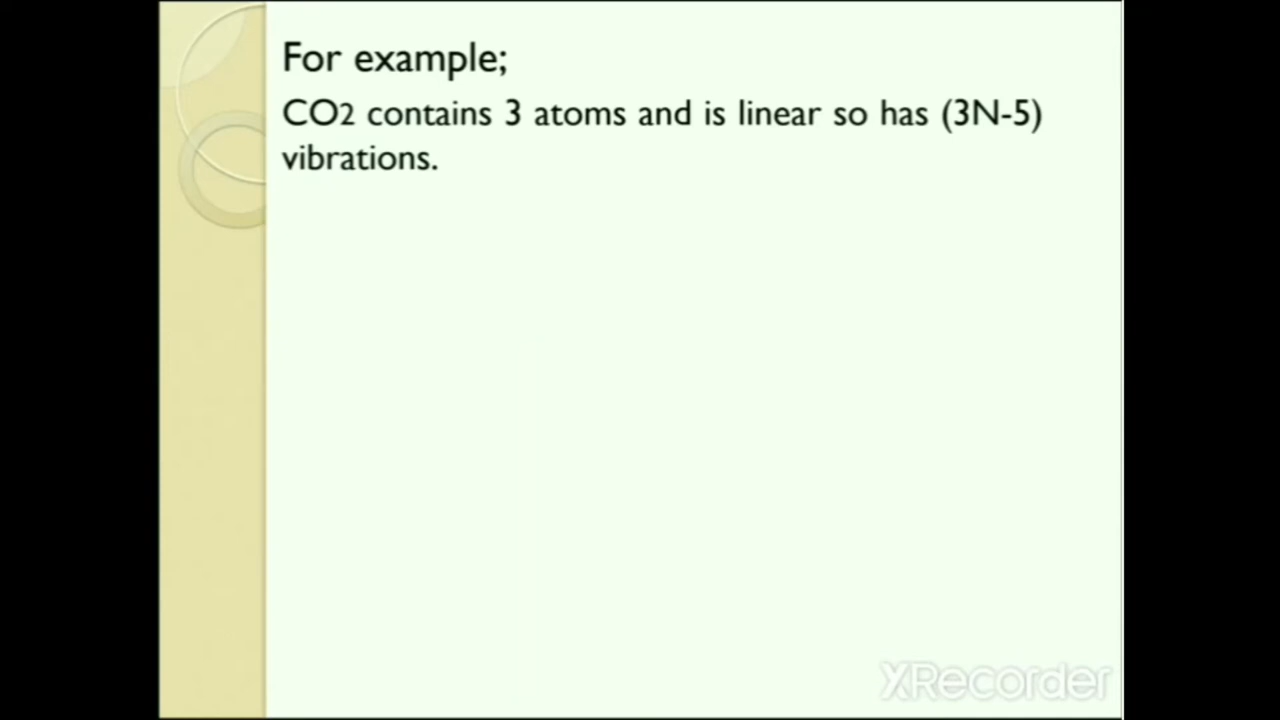 For example;
CO2 contains 3 atoms and is linear so has (3N-5)
vibrations.
XRecorder